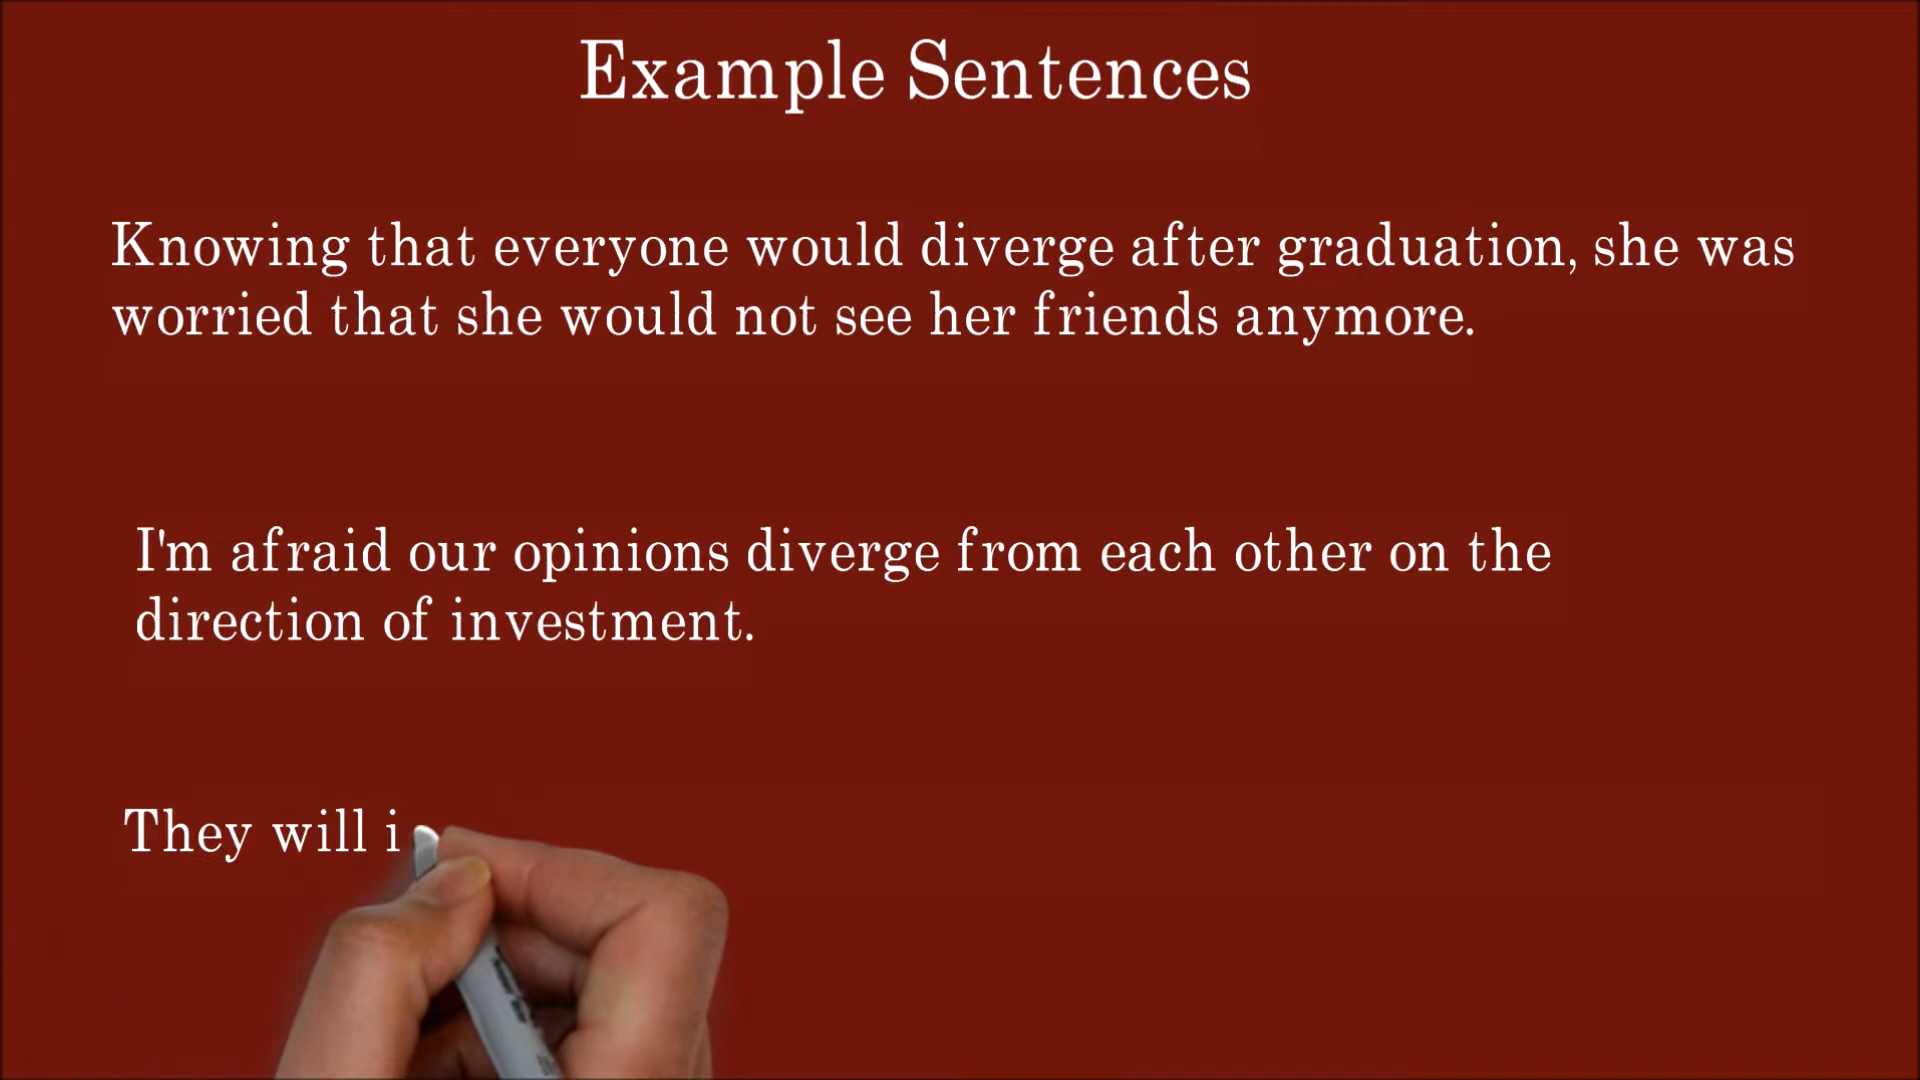 Example Sentences
Knowing that everyone would diverge after graduation, she was
worried that she would not see her friends anymore.
I'm afraid our opinions diverge from each other on the
direction of investment.
They will i